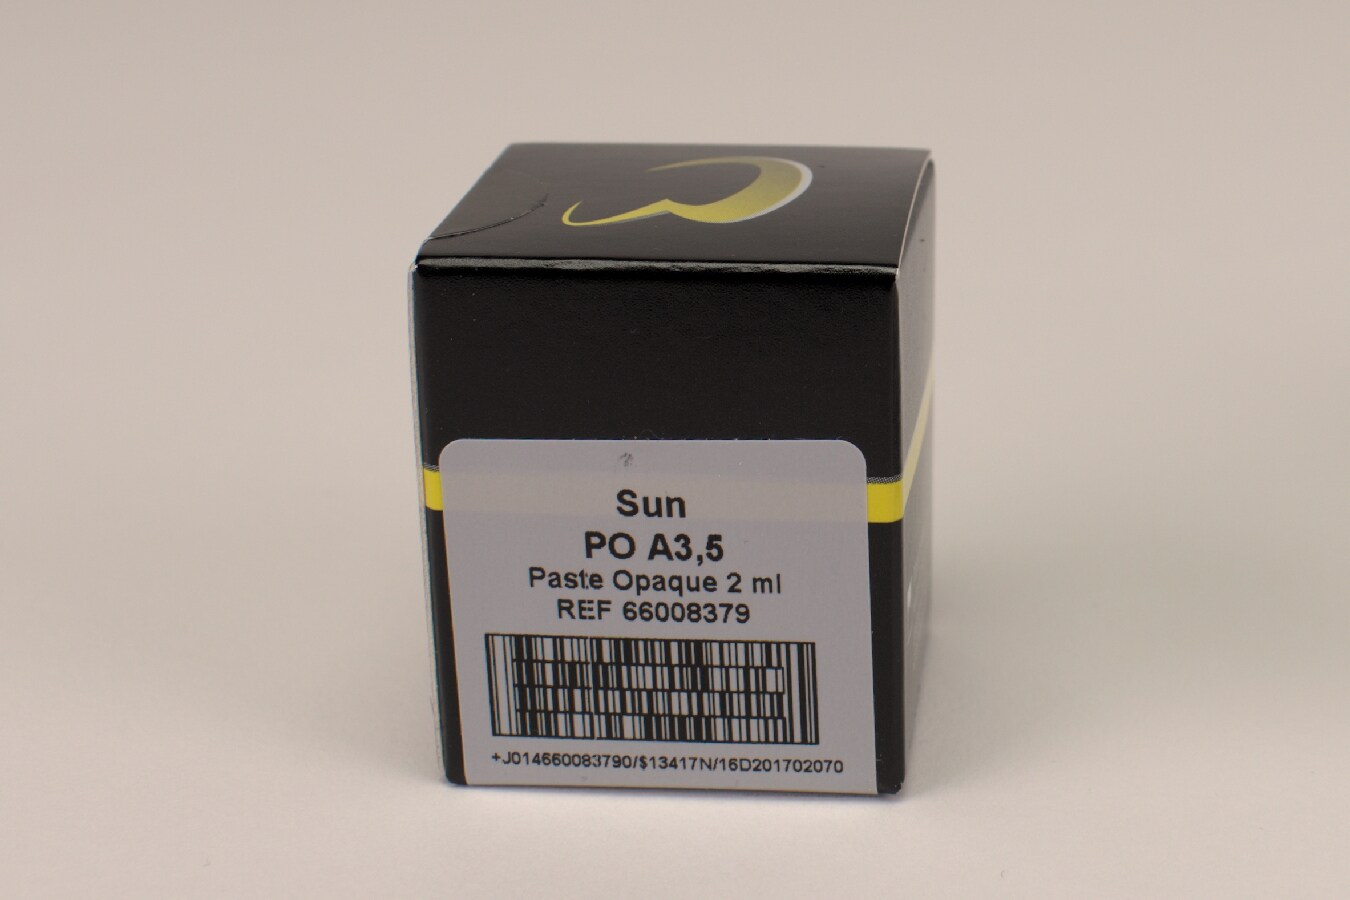 Sun
PO A3,5
Paste Opaque 2 ml
REF 66008379
+J014660083790/$13417N/16D201702070